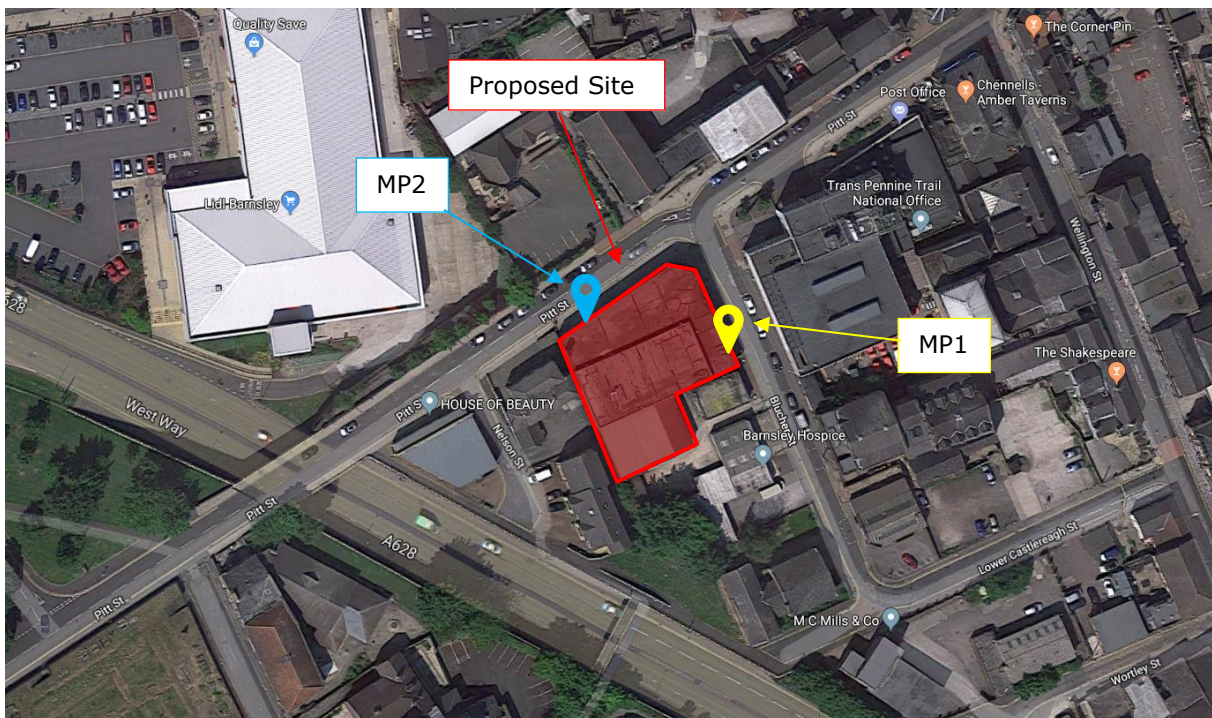 Quality Save
The Corner Pin
Proposed Site
Post Office
Chennells -
Amber Taverns
Pitt St
MP2
Trans Pennine Trail
National Office
Lidl Barnsley
Wellington St
Pitt St
A628
MP1
The Shakespeare
West Way
Pitt St
HOUSE OF BEAUTY
Nelson St
Blucher St
Barnsley Hospice
Pitt St
A628
Lower Castlereagh St
Pitt St
M C Mills & Co
Wortley St